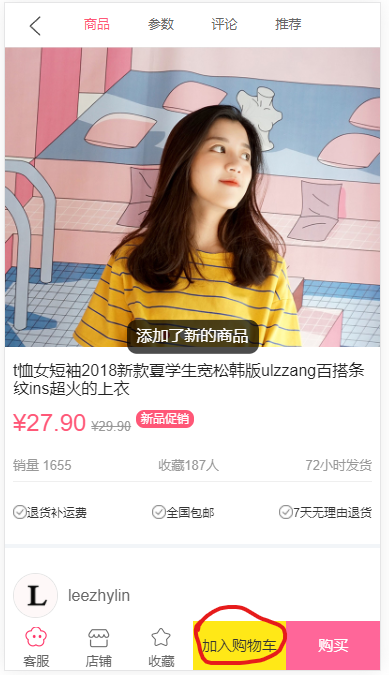 商品 参数 评论 推荐
添加了新的商品
t恤女短袖2018新款夏学生宽松韩版ulzzang百搭条
纹ins超火的上衣
¥27.90 ¥29.90 新品促销
销量 1655 收藏187人 72小时发货
退货补运费 全国包邮 7天无理由退货
L leezhylin
客服 店铺 收藏 加入购物车 购买